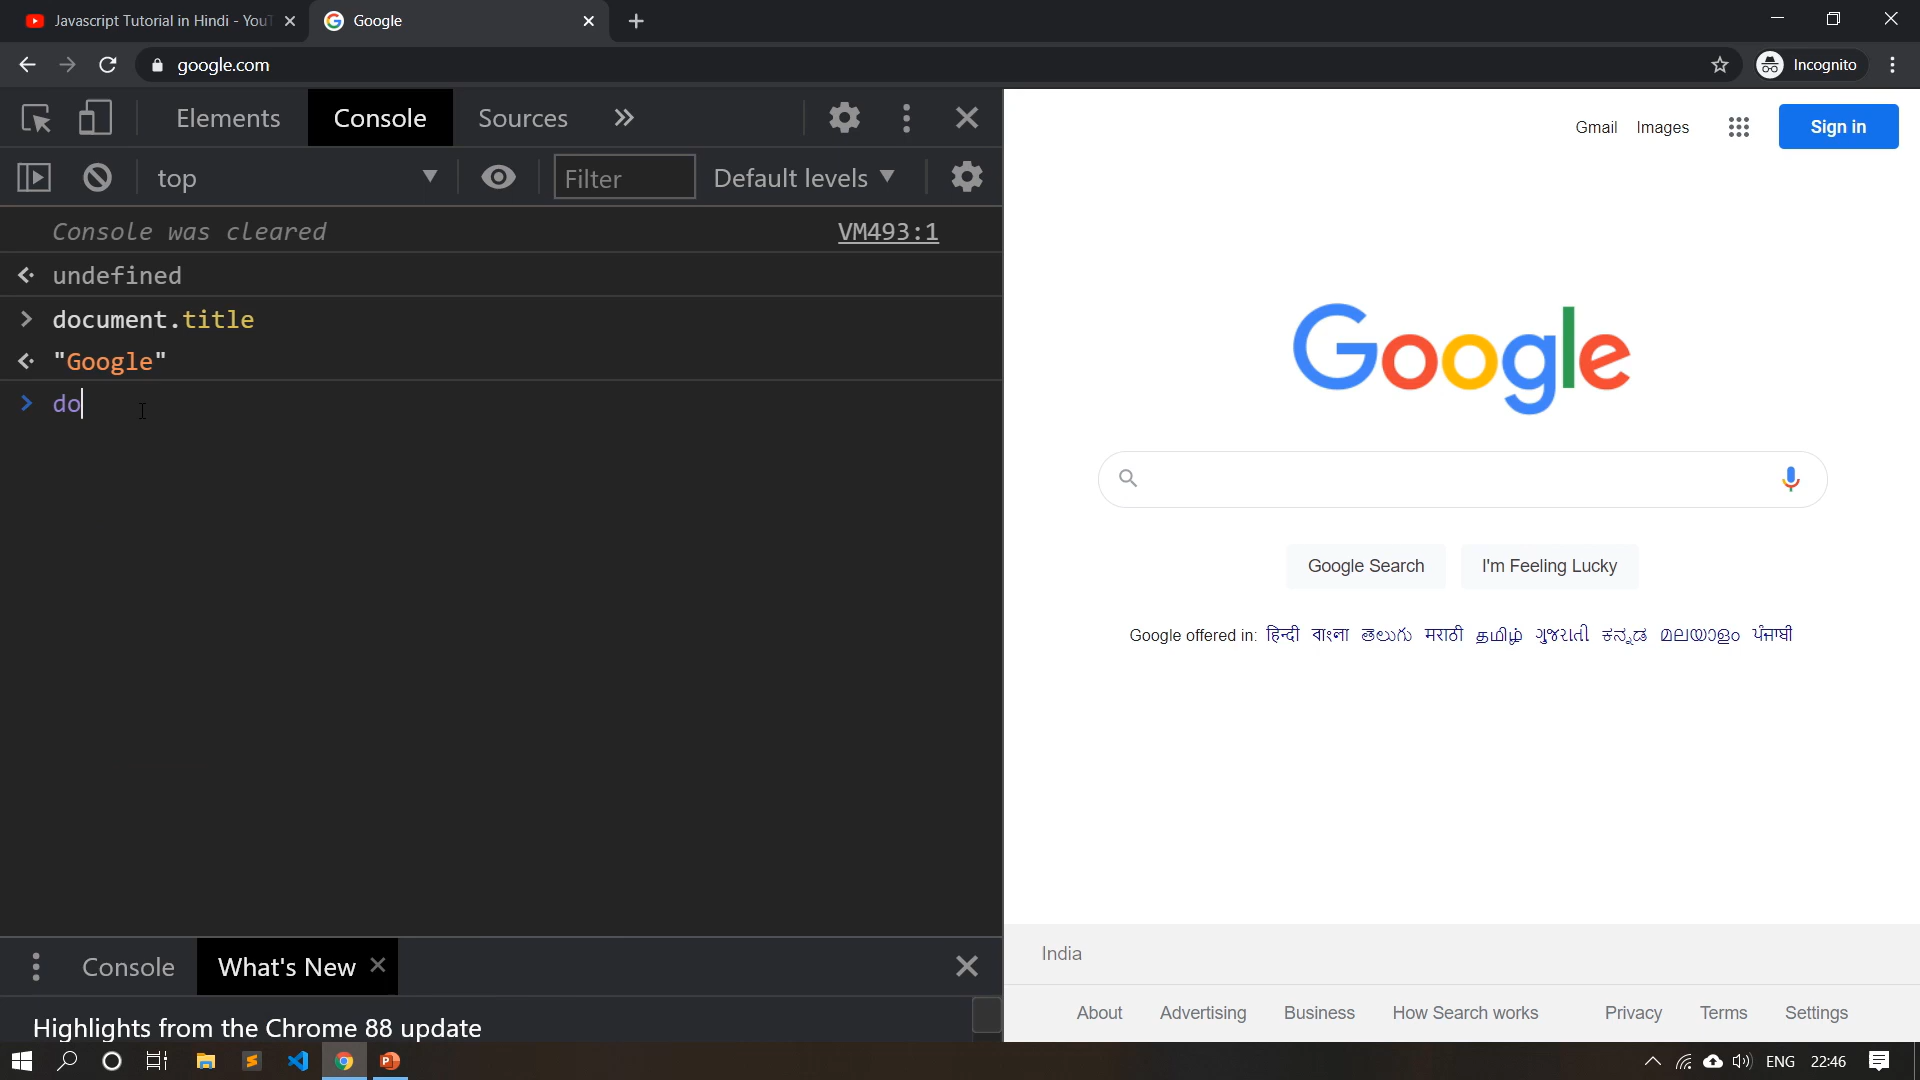 Javascript Tutorial in Hindi - You
Google
google.com
Incognito
Elements Console Sources »
top Filter Default levels
Console was cleared VM493:1
undefined
> document.title
"Google"
> do
Console What's New
Highlights from the Chrome 88 update
Gmail Images Sign in
Google
Google Search I'm Feeling Lucky
Google offered in: हिन्दी বাংলা తెలుగు मराठी தமிழ் ગુજરાતી ಕನ್ನಡ മലയാളം ਪੰਜਾਬੀ
India
About Advertising Business How Search works Privacy Terms Settings
ENG 22:46